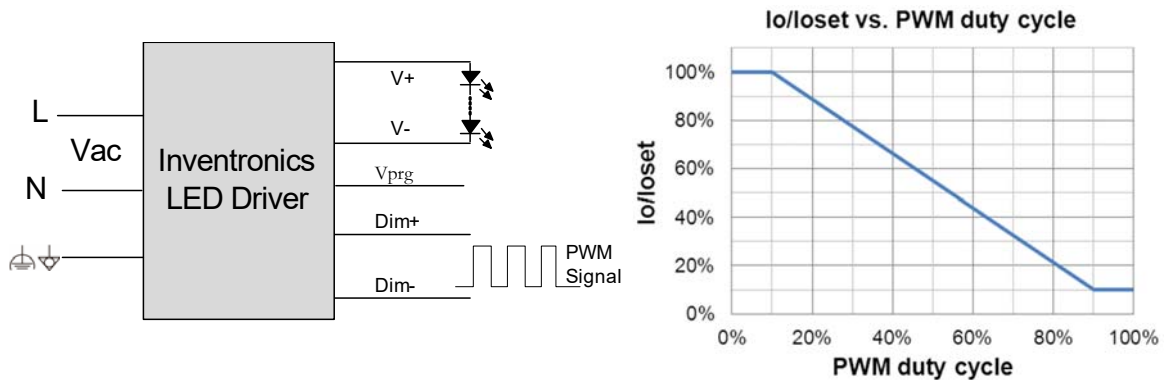 L
Vac
N
Inventronics
LED Driver
V+
V-
Vprg
Dim+
Dim-
PWM
Signal
Io/Ioset vs. PWM duty cycle
Io/Ioset
100%
80%
60%
40%
20%
0%
0% 20% 40% 60% 80% 100%
PWM duty cycle